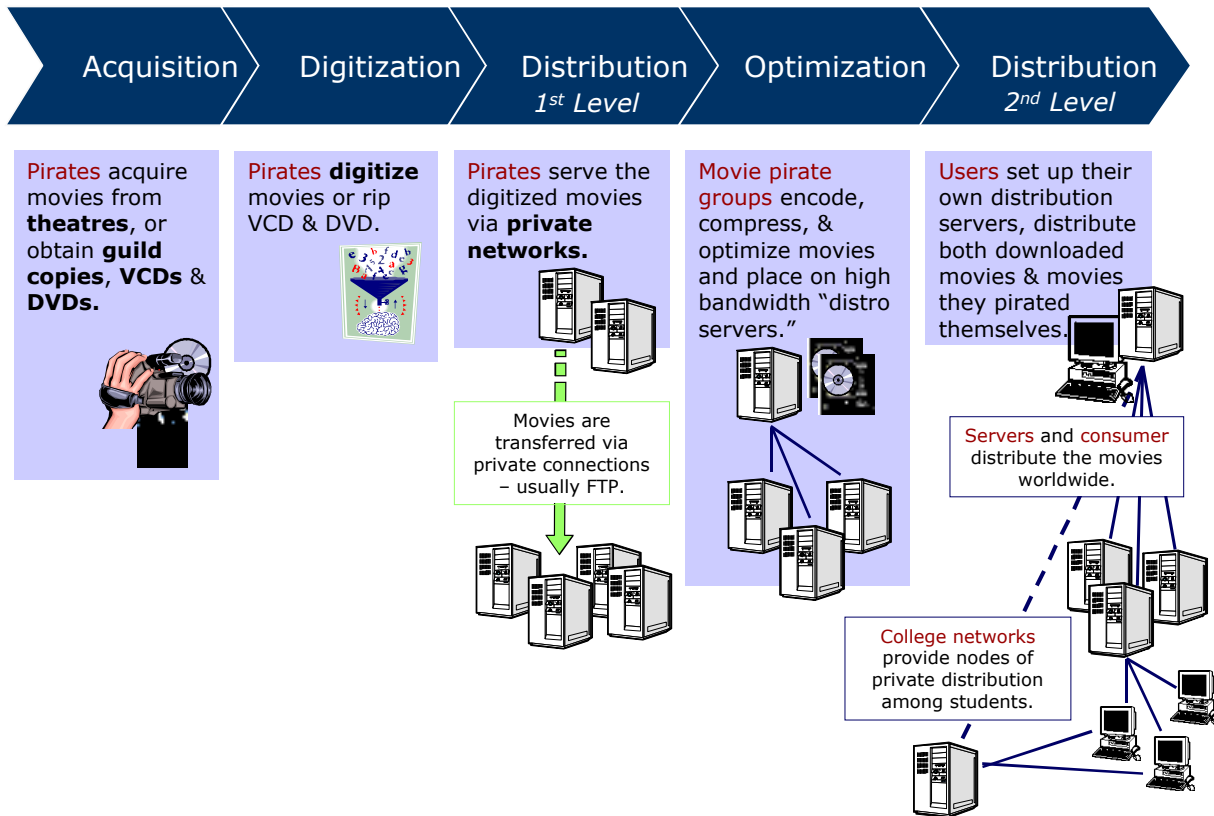 Acquisition
Digitization
Distribution
1st Level
Optimization
Distribution
2nd Level
Pirates acquire
movies from
theatres, or
obtain guild
copies, VCDs &
DVDs.
Pirates digitize
movies or rip
VCD & DVD.
Pirates serve the
digitized movies
via private
networks.
Movies are
transferred via
private connections
– usually FTP.
Movie pirate
groups encode,
compress, &
optimize movies
and place on high
bandwidth “distro
servers.”
Users set up their
own distribution
servers, distribute
both downloaded
movies & movies
they pirated
themselves.
Servers and consumer
distribute the movies
worldwide.
College networks
provide nodes of
private distribution
among students.